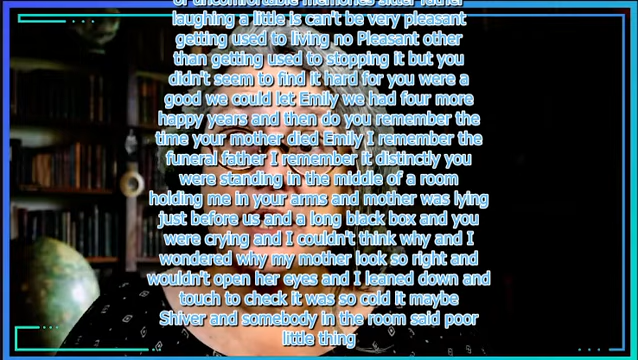 or uncomfortable memories sitter father
laughing a little is can't be very pleasant
getting used to living no Pleasant other
than getting used to stopping it but you
didn't seem to find it hard for you were a
good we could let Emily we had four more
happy years and then do you remember the
time your mother died Emily I remember the
funeral father I remember it distinctly you
were standing in the middle of a room
holding me in your arms and mother was lying
just before us and a long black box and you
were crying and I couldn't think why and I
wondered why my mother look so right and
wouldn't open her eyes and I leaned down and
touch to check it was so cold it maybe
Shiver and somebody in the room said poor
little thing